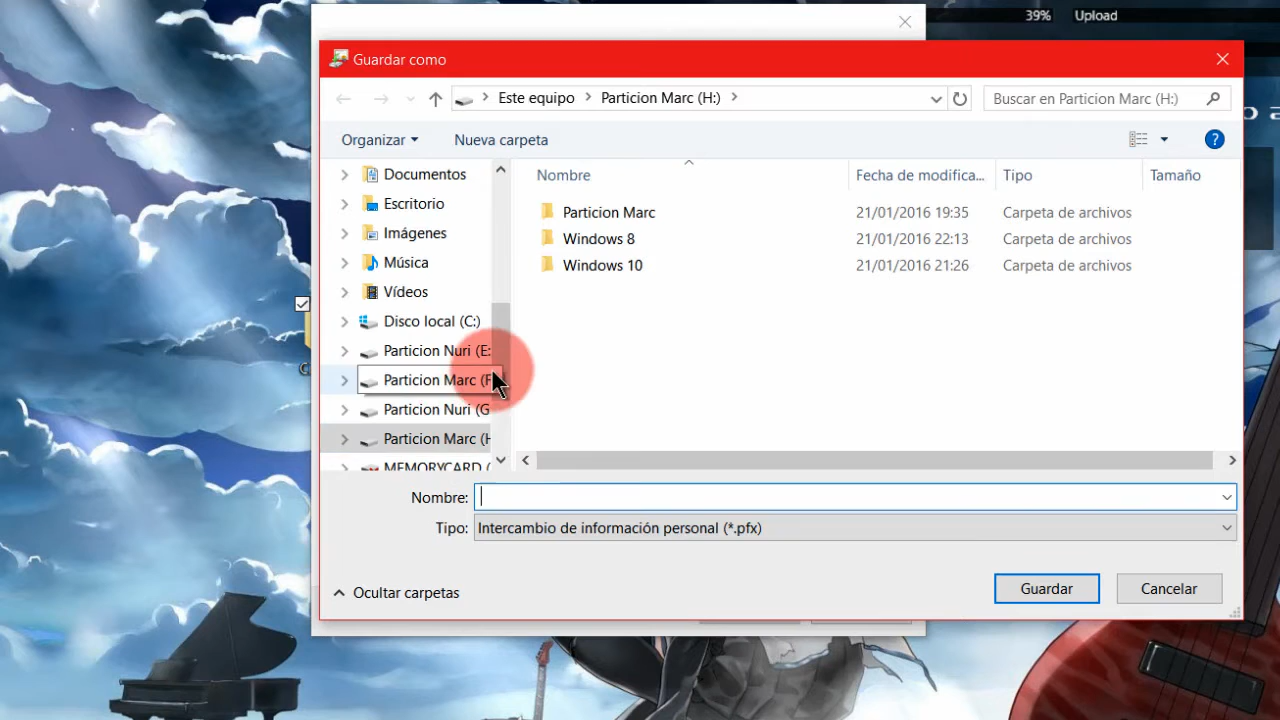 39% Upload
Guardar como
Este equipo > Particion Marc (H:) >
Buscar en Particion Marc (H:)
Organizar
Nueva carpeta
Nombre Fecha de modifica... Tipo Tamaño
Documentos
Escritorio
Imágenes
Música
Vídeos
Disco local (C:)
Particion Nuri (E:
Particion Marc (F
Particion Nuri (G
Particion Marc (H
MEMORYCARD (
Particion Marc 21/01/2016 19:35 Carpeta de archivos
Windows 8 21/01/2016 22:13 Carpeta de archivos
Windows 10 21/01/2016 21:26 Carpeta de archivos
Nombre:
Tipo: Intercambio de información personal (*.pfx)
Ocultar carpetas
Guardar
Cancelar